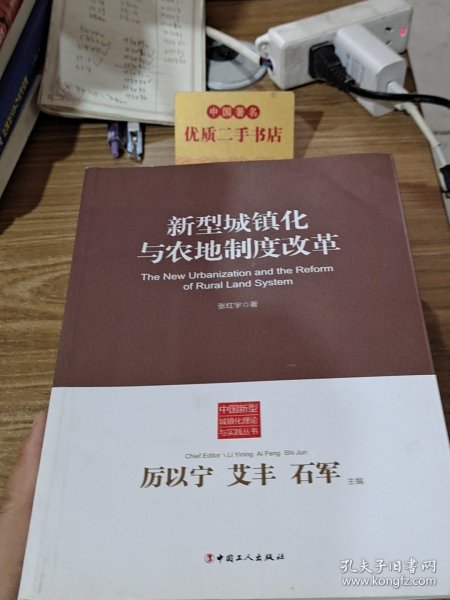 中国著名
优质二手书店
新型城镇化
与农地制度改革
The New Urbanization and the Reform
of Rural Land System
张红宇◎著
中国新型
城镇化理论
与实践丛书
Chief Editor \ Li Yining Ai Feng Shi Jun
厉以宁 艾丰 石军 主编
中国工人出版社
孔夫子旧书网
www.kongfz.com